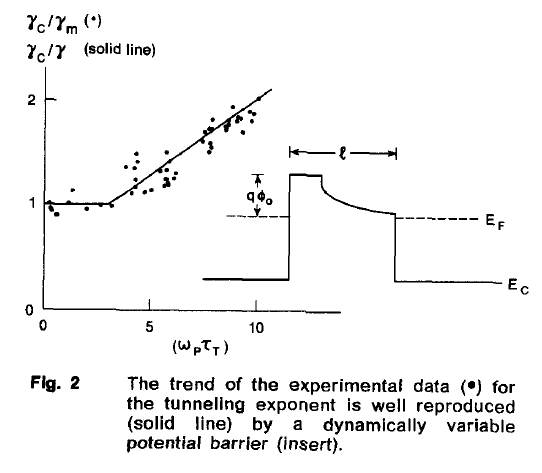 γc/γm (•)
γc/γ (solid line)
2
1
0
0
5
10
(ωPτT)
ℓ
qϕo
EF
EC
Fig. 2 The trend of the experimental data (•) for
the tunneling exponent is well reproduced
(solid line) by a dynamically variable
potential barrier (insert).